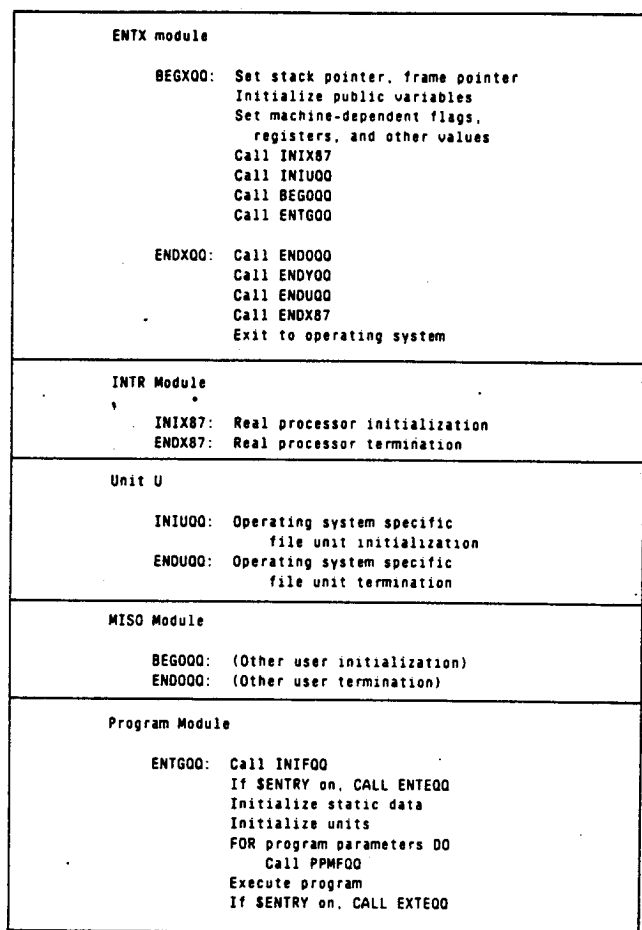 ENTX module
BEGXQQ: Set stack pointer, frame pointer
Initialize public variables
Set machine-dependent flags,
registers, and other values
Call INIX87
Call INIUQQ
Call BEGOQQ
Call ENTGQQ
ENDXQQ: Call ENDOQQ
Call ENDYQQ
Call ENDUQQ
Call ENDX87
Exit to operating system
INTR Module
INIX87: Real processor initialization
ENDX87: Real processor termination
Unit U
INIUQQ: Operating system specific
file unit initialization
ENDUQQ: Operating system specific
file unit termination
MISO Module
BEGOQQ: (Other user initialization)
ENDOQQ: (Other user termination)
Program Module
ENTGQQ: Call INIFQQ
If $ENTRY on, CALL ENTEQQ
Initialize static data
Initialize units
FOR program parameters DO
Call PPMFQQ
Execute program
If $ENTRY on, CALL EXTEQQ